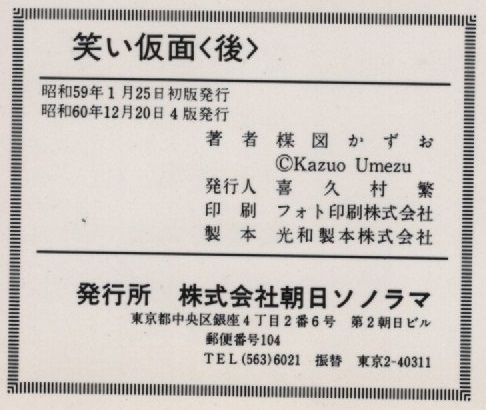 笑い仮面〈後〉
昭和59年1月25日初版発行
昭和60年12月20日4版発行
著者 楳図かずお
©Kazuo Umezu
発行人 喜久村繁
印刷 フォト印刷株式会社
製本 光和製本株式会社
発行所 株式会社朝日ソノラマ
東京都中央区銀座4丁目2番6号 第2朝日ビル
郵便番号104
TEL(563)6021 振替 東京2-40311